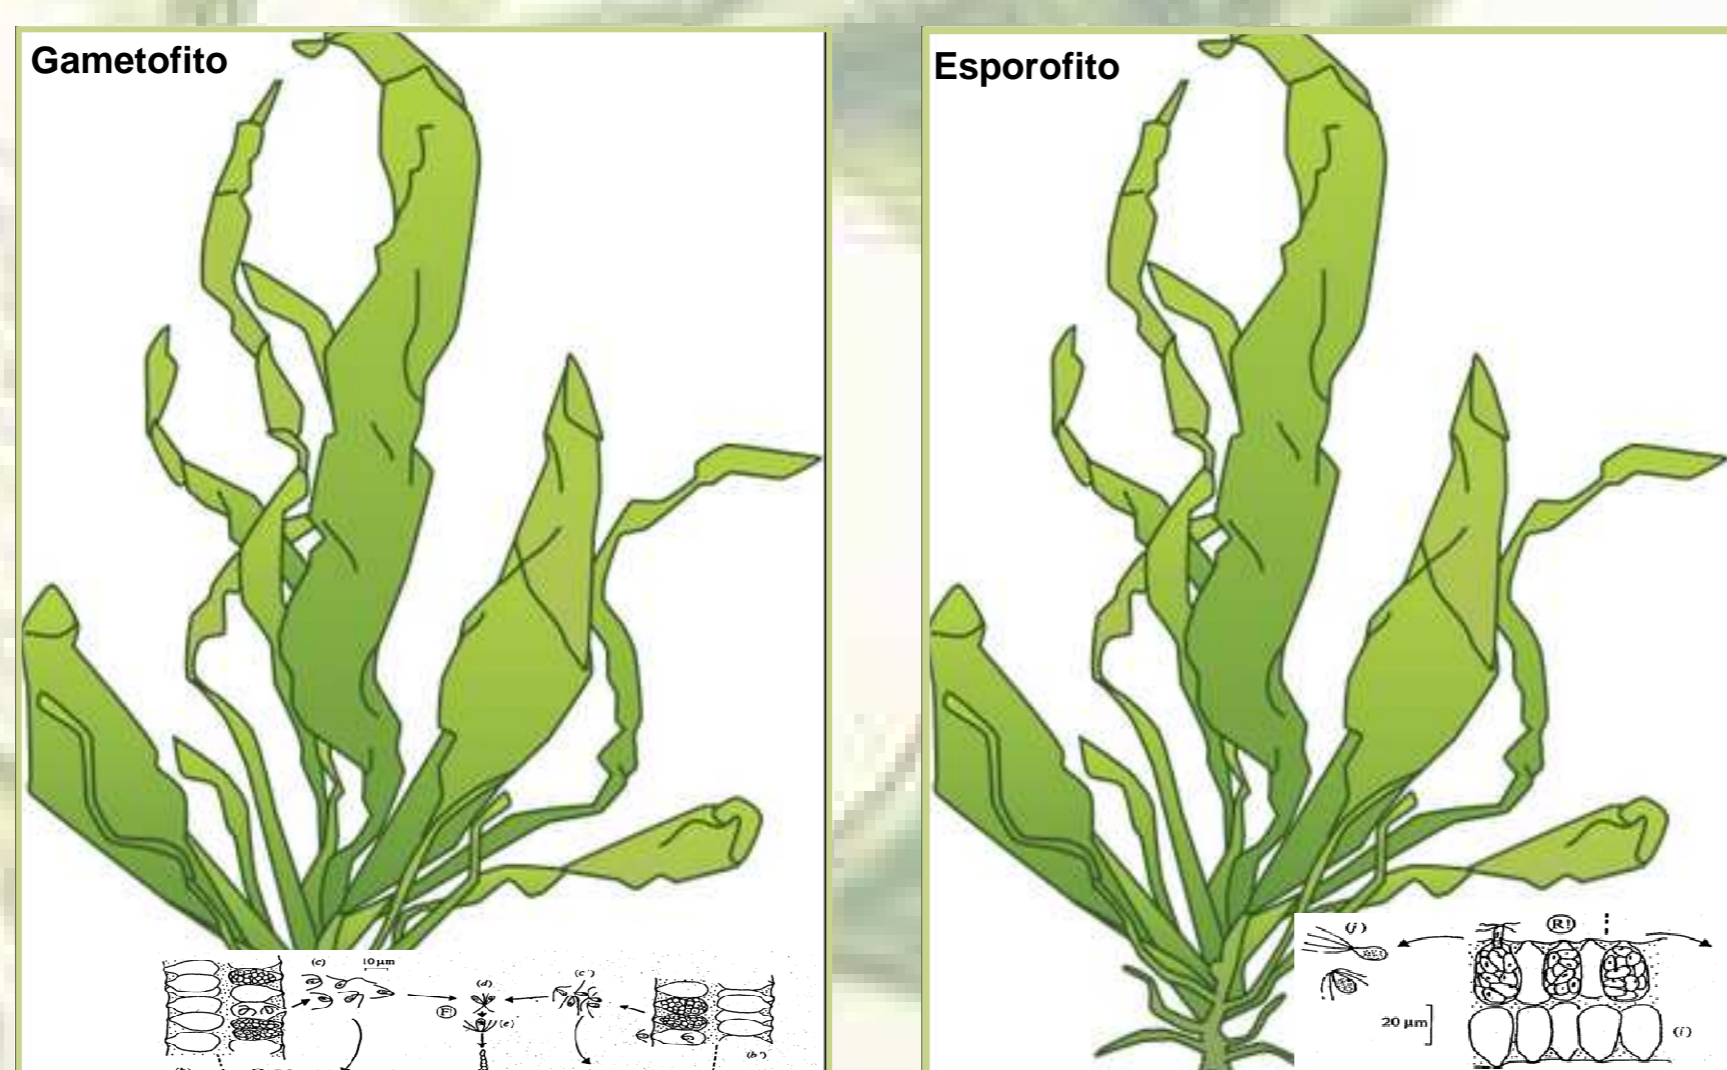 Gametofito
Esporofito
(c)
10 µm
(d)
(c')
F
(e)
(b')
(j)
R!
20 µm
(i)